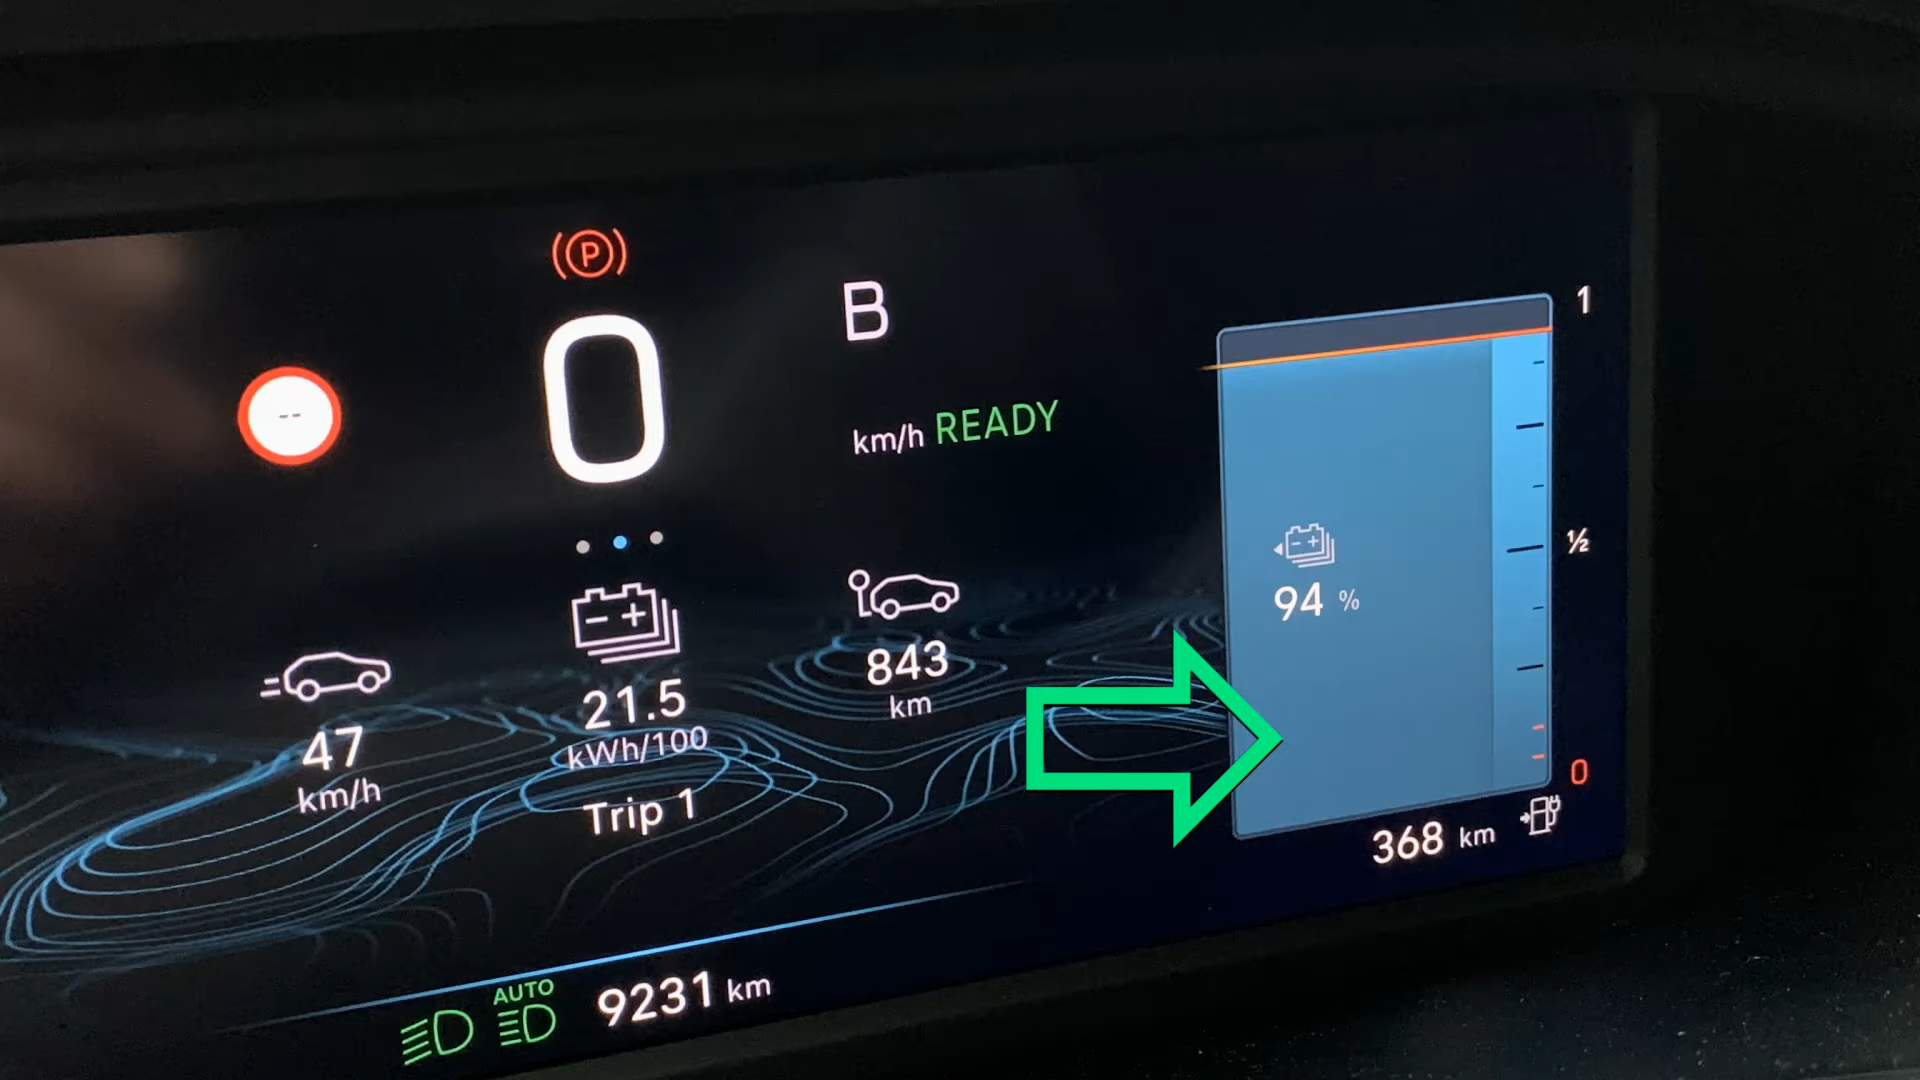 P
0
B
km/h READY
--
1
½
0
94 %
47
km/h
21.5
kWh/100
Trip 1
843
km
368 km
AUTO
9231 km